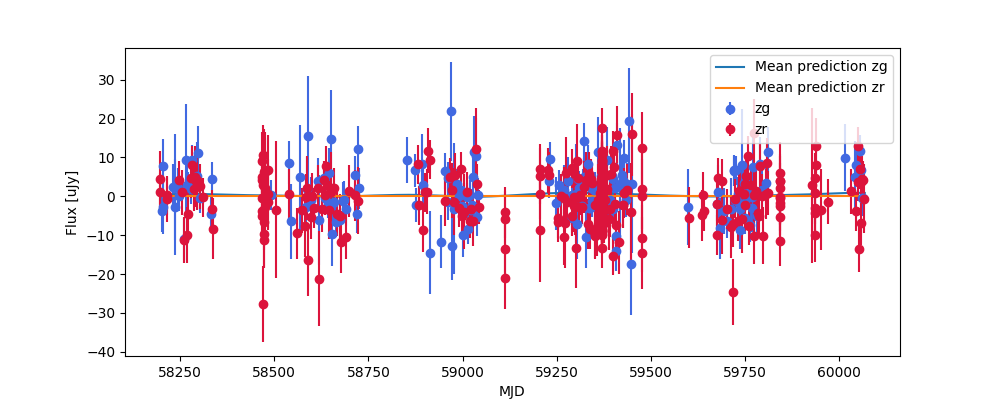 30
20
10
0
−10
−20
−30
−40
Flux [uJy]
Mean prediction zg
Mean prediction zr
zg
zr
58250 58500 58750 59000 59250 59500 59750 60000
MJD